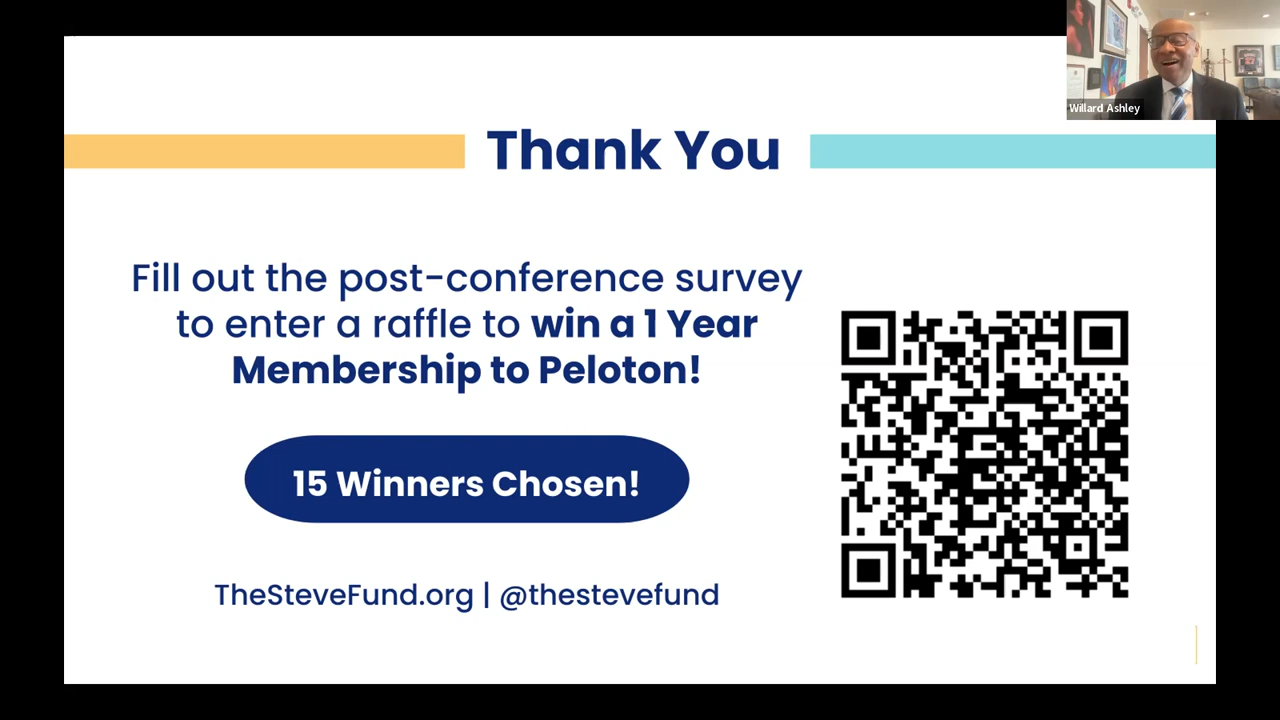 Willard Ashley
Thank You
Fill out the post-conference survey
to enter a raffle to win a 1 Year
Membership to Peloton!
15 Winners Chosen!
TheSteveFund.org | @thestevefund